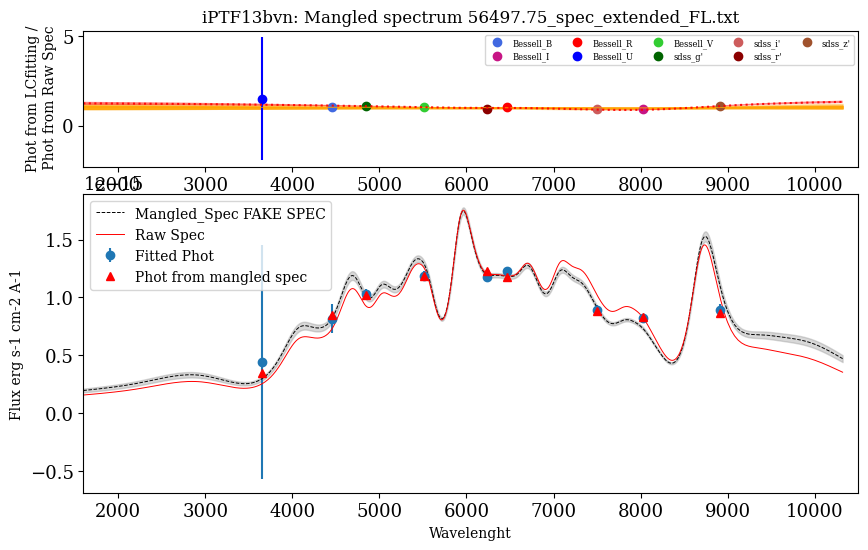 iPTF13bvn: Mangled spectrum 56497.75_spec_extended_FL.txt
Phot from LCfitting /
Phot from Raw Spec
5
0
Bessell_B Bessell_R Bessell_V sdss_i' sdss_z'
Bessell_I Bessell_U sdss_g' sdss_r'
2000 3000 4000 5000 6000 7000 8000 9000 10000
1e−15
Flux erg s-1 cm-2 A-1
1.5
1.0
0.5
0.0
−0.5
Mangled_Spec FAKE SPEC
Raw Spec
Fitted Phot
Phot from mangled spec
2000 3000 4000 5000 6000 7000 8000 9000 10000
Wavelenght